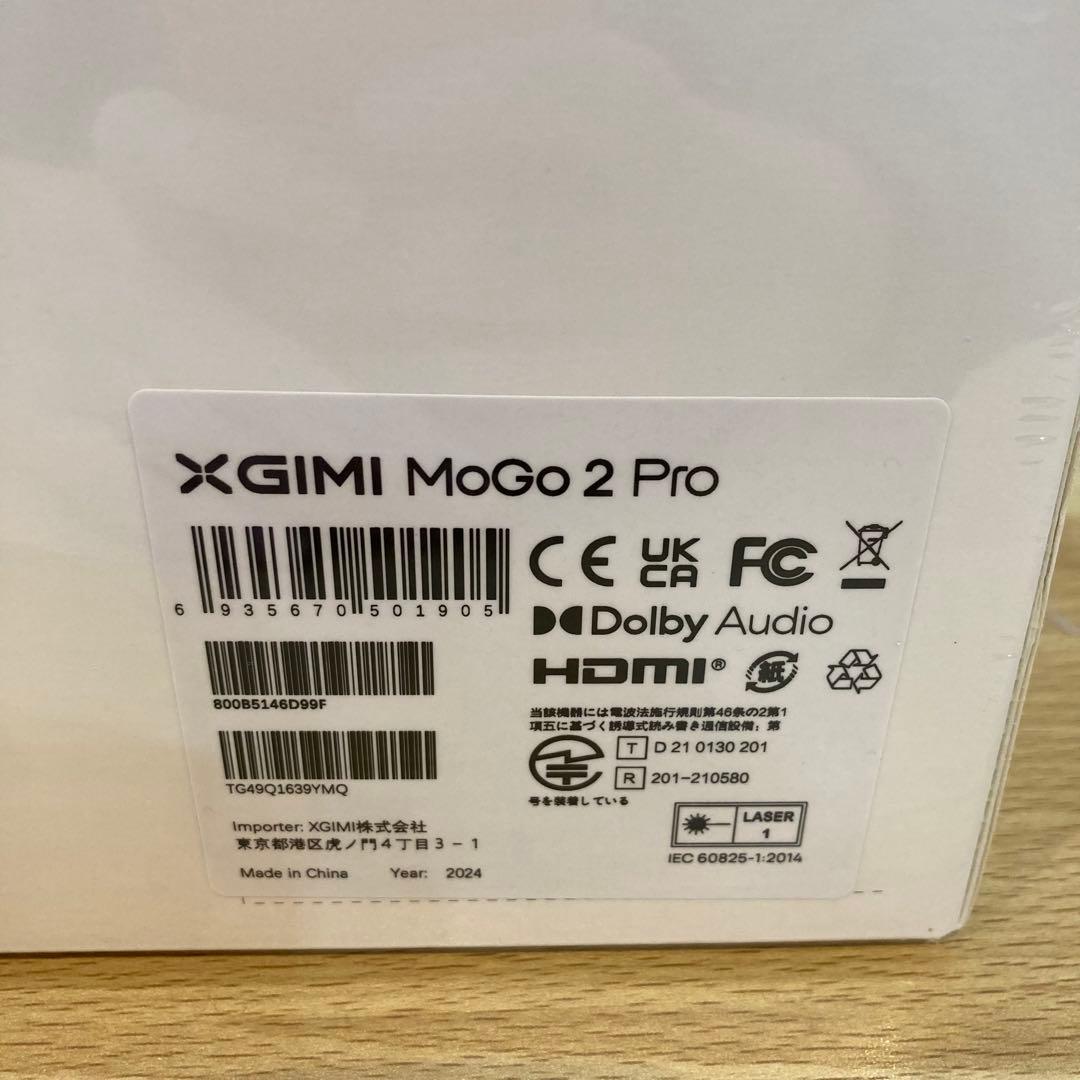 XGIMI MoGo 2 Pro
6 935670 501905
800B5146D99F
TG49Q1639YMQ
Importer: XGIMI株式会社
東京都港区虎ノ門4丁目3-1
Made in China Year: 2024
CE UKCA FC
Dolby Audio
HDMI®
紙
当該機器には電波法施行規則第46条の2第1
項五に基づく誘導式読み書き通信設備:第
T D 21 0130 201
R 201-210580
号を装着している
LASER
1
IEC 60825-1:2014